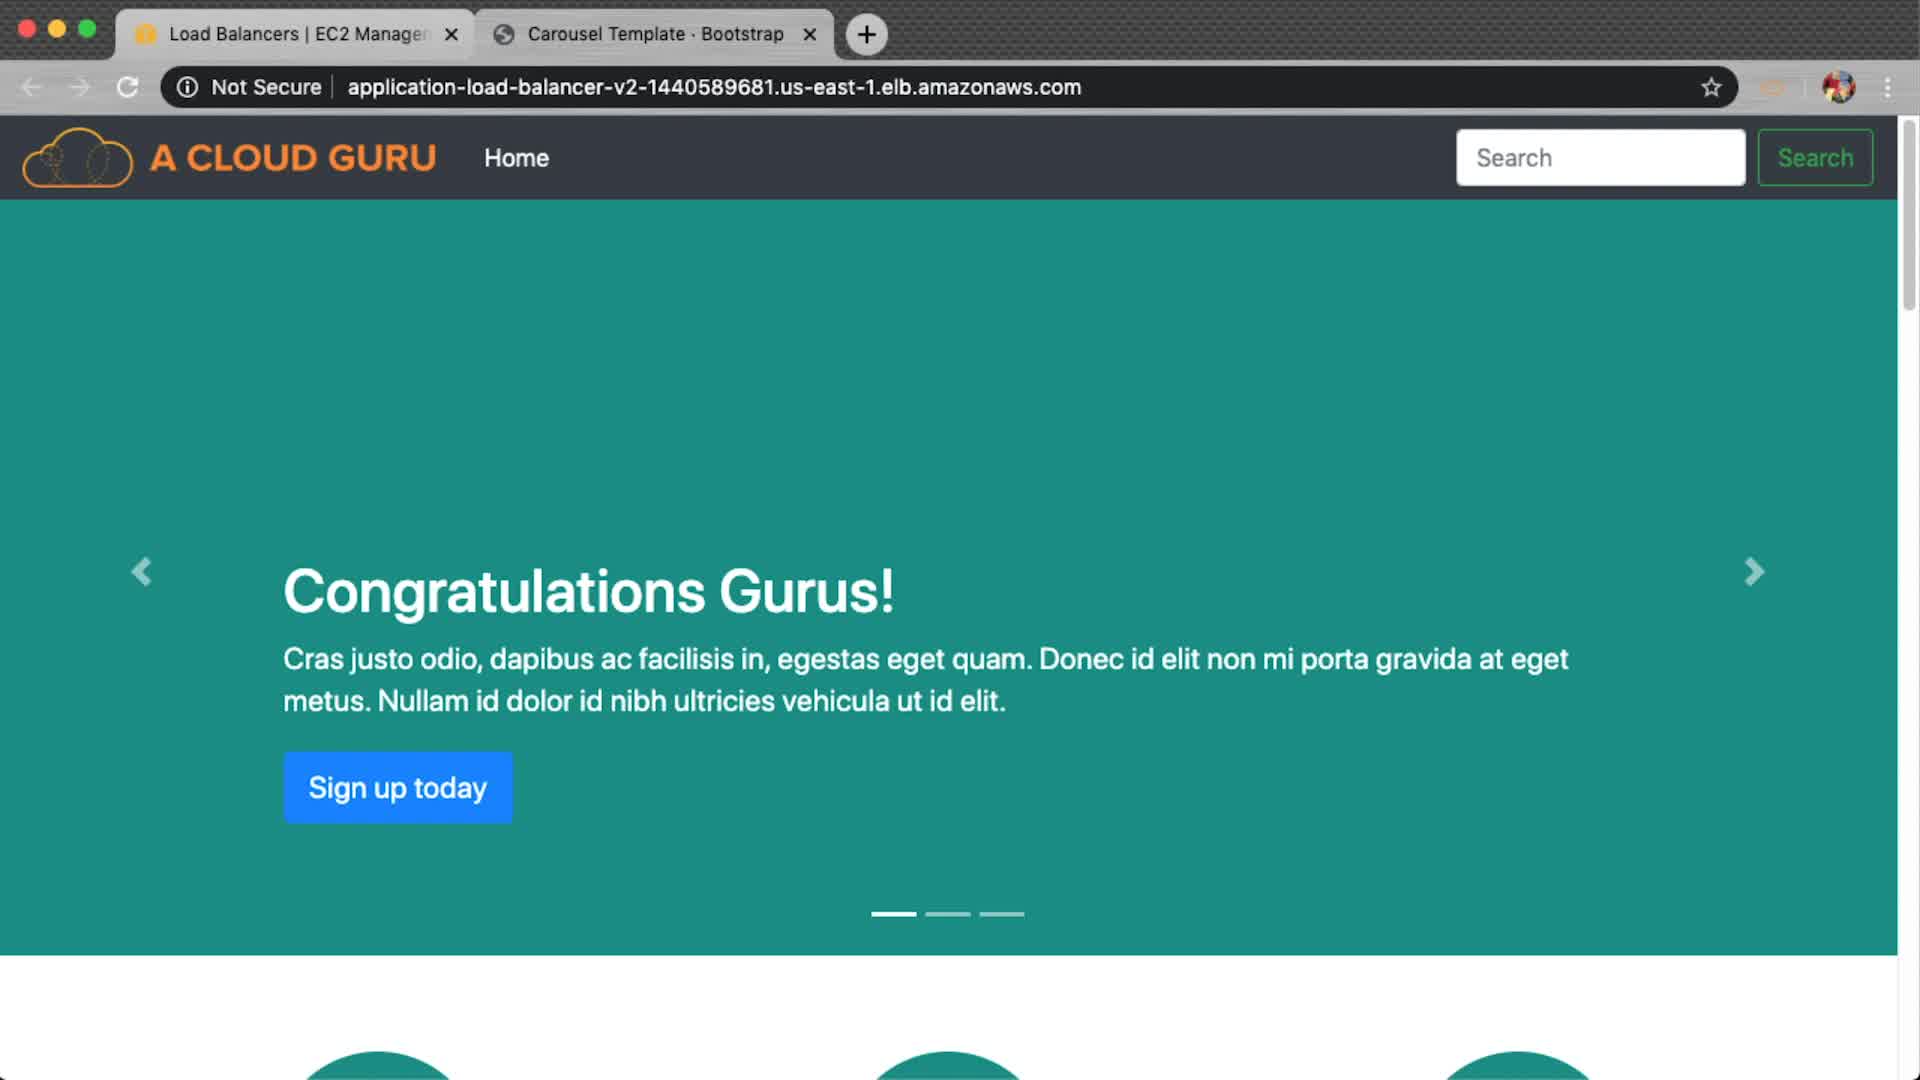 Load Balancers | EC2 Manage
Carousel Template · Bootstrap
Not Secure
application-load-balancer-v2-1440589681.us-east-1.elb.amazonaws.com
A CLOUD GURU
Home
Search
Search
Congratulations Gurus!
Cras justo odio, dapibus ac facilisis in, egestas eget quam. Donec id elit non mi porta gravida at eget
metus. Nullam id dolor id nibh ultricies vehicula ut id elit.
Sign up today